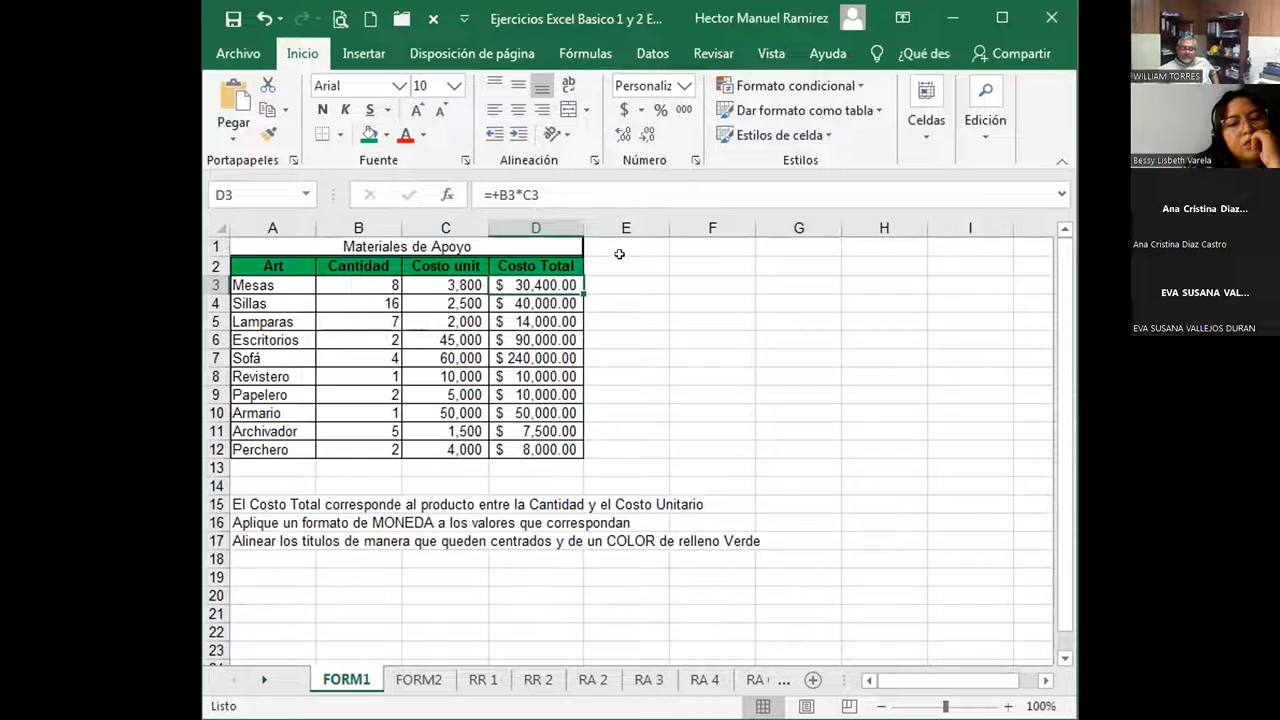 Ejercicios Excel Basico 1 y 2 E... Hector Manuel Ramirez
Archivo Inicio Insertar Disposición de página Fórmulas Datos Revisar Vista Ayuda ¿Qué des Compartir
Pegar
Portapapeles
Arial 10
N K S
A A
A
Fuente
Alineación
Personaliz
$ % 000
Número
Formato condicional
Dar formato como tabla
Estilos de celda
Estilos
Celdas
Edición
D3 fx =+B3*C3
A B C D E F G H I
1 Materiales de Apoyo
2 Art Cantidad Costo unit Costo Total
3 Mesas 8 3,800 $ 30,400.00
4 Sillas 16 2,500 $ 40,000.00
5 Lamparas 7 2,000 $ 14,000.00
6 Escritorios 2 45,000 $ 90,000.00
7 Sofá 4 60,000 $ 240,000.00
8 Revistero 1 10,000 $ 10,000.00
9 Papelero 2 5,000 $ 10,000.00
10 Armario 1 50,000 $ 50,000.00
11 Archivador 5 1,500 $ 7,500.00
12 Perchero 2 4,000 $ 8,000.00
13
14
15 El Costo Total corresponde al producto entre la Cantidad y el Costo Unitario
16 Aplique un formato de MONEDA a los valores que correspondan
17 Alinear los titulos de manera que queden centrados y de un COLOR de relleno Verde
18
19
20
21
22
23
FORM1 FORM2 RR 1 RR 2 RA 2 RA 3 RA 4 RA ...
Listo 100%
WILLIAM TORRES
Bessy Lisbeth Varela
Ana Cristina Diaz...
Ana Cristina Diaz Castro
EVA SUSANA VAL...
EVA SUSANA VALLEJOS DURAN